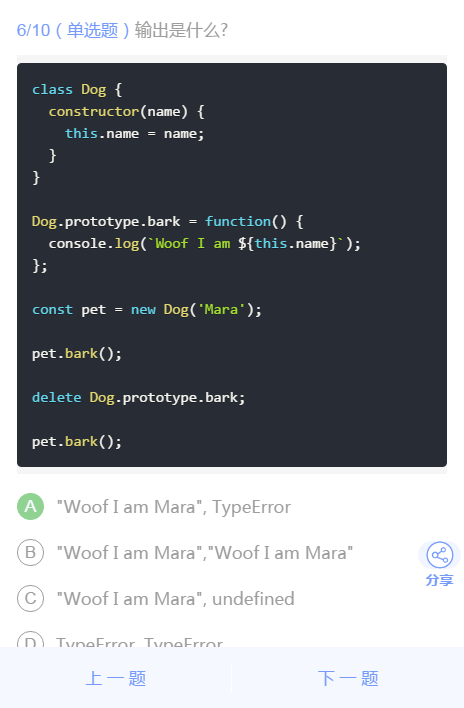 6/10 ( 单选题 ) 输出是什么?
class Dog {
  constructor(name) {
    this.name = name;
  }
}

Dog.prototype.bark = function() {
  console.log(`Woof I am ${this.name}`);
};

const pet = new Dog('Mara');

pet.bark();

delete Dog.prototype.bark;

pet.bark();
A "Woof I am Mara", TypeError
B "Woof I am Mara","Woof I am Mara"
C "Woof I am Mara", undefined
D TypeError, TypeError
分享
上一题 下一题